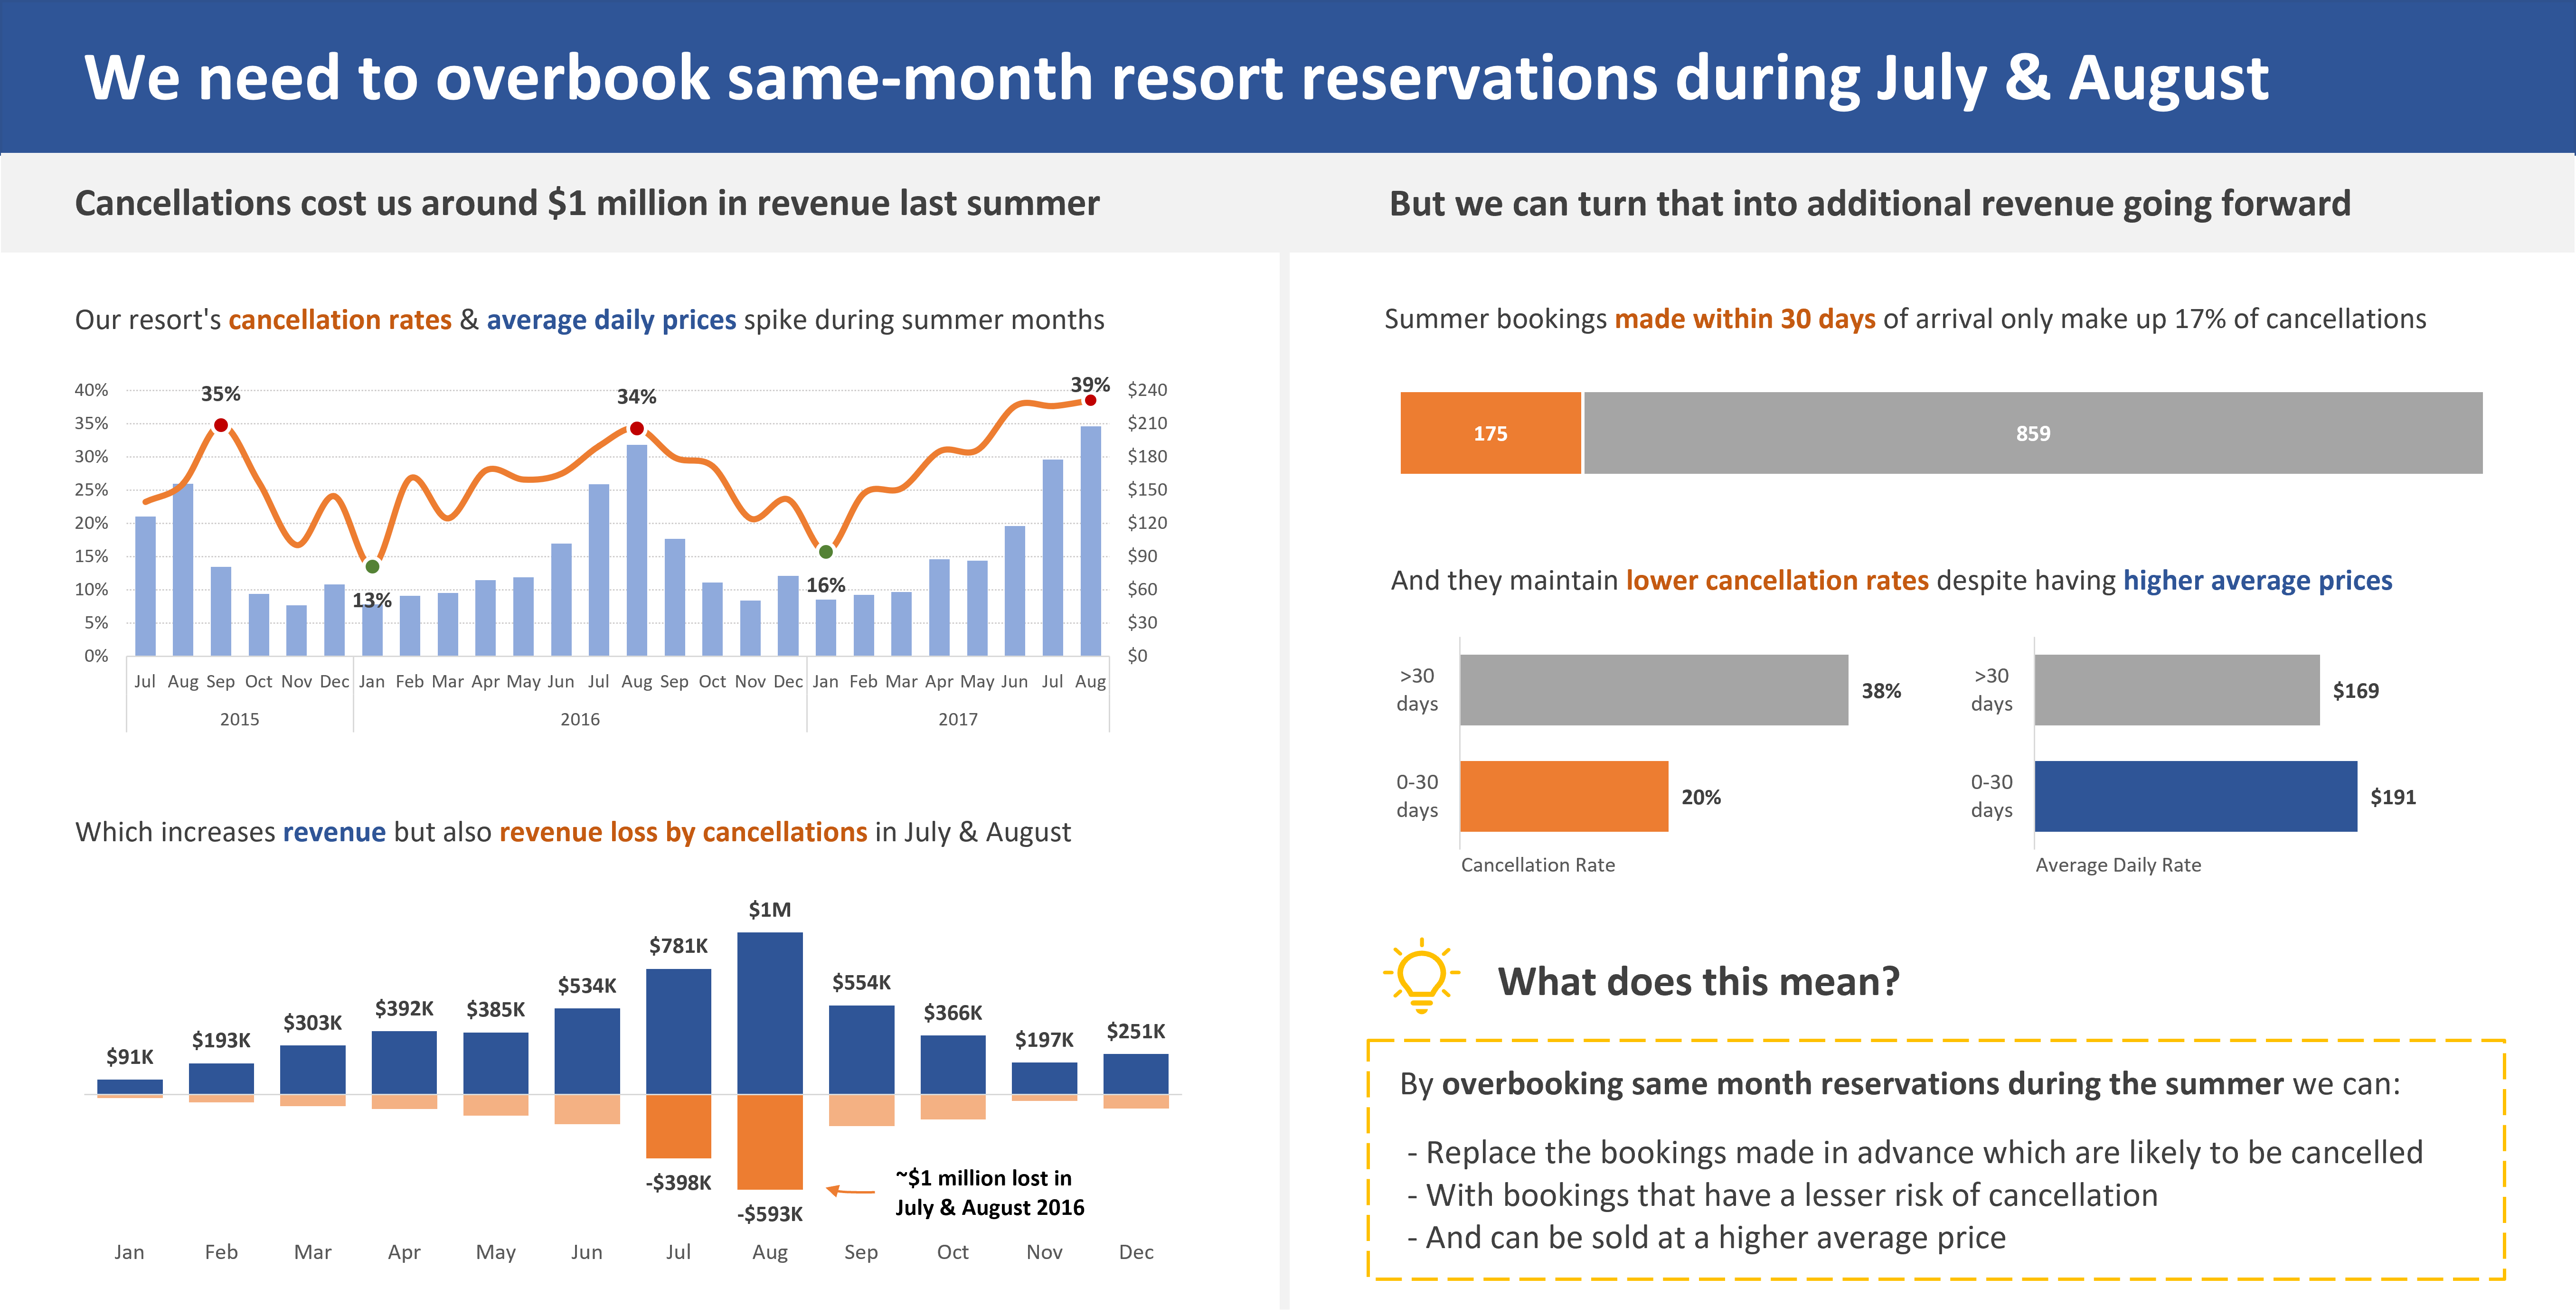 We need to overbook same-month resort reservations during July & August
Cancellations cost us around $1 million in revenue last summer
Our resort's cancellation rates & average daily prices spike during summer months
40%
35%
30%
25%
20%
15%
10%
5%
0%
35%
13%
34%
16%
39%
$240
$210
$180
$150
$120
$90
$60
$30
$0
Jul Aug Sep Oct Nov Dec Jan Feb Mar Apr May Jun Jul Aug Sep Oct Nov Dec Jan Feb Mar Apr May Jun Jul Aug
2015 2016 2017
Which increases revenue but also revenue loss by cancellations in July & August
$91K
$193K
$303K
$392K
$385K
$534K
$781K
$1M
$554K
$366K
$197K
$251K
-$398K
-$593K
~$1 million lost in
July & August 2016
Jan Feb Mar Apr May Jun Jul Aug Sep Oct Nov Dec
But we can turn that into additional revenue going forward
Summer bookings made within 30 days of arrival only make up 17% of cancellations
175 859
And they maintain lower cancellation rates despite having higher average prices
>30
days
38%
0-30
days
20%
Cancellation Rate
>30
days
$169
0-30
days
$191
Average Daily Rate
What does this mean?
By overbooking same month reservations during the summer we can:
- Replace the bookings made in advance which are likely to be cancelled
- With bookings that have a lesser risk of cancellation
- And can be sold at a higher average price